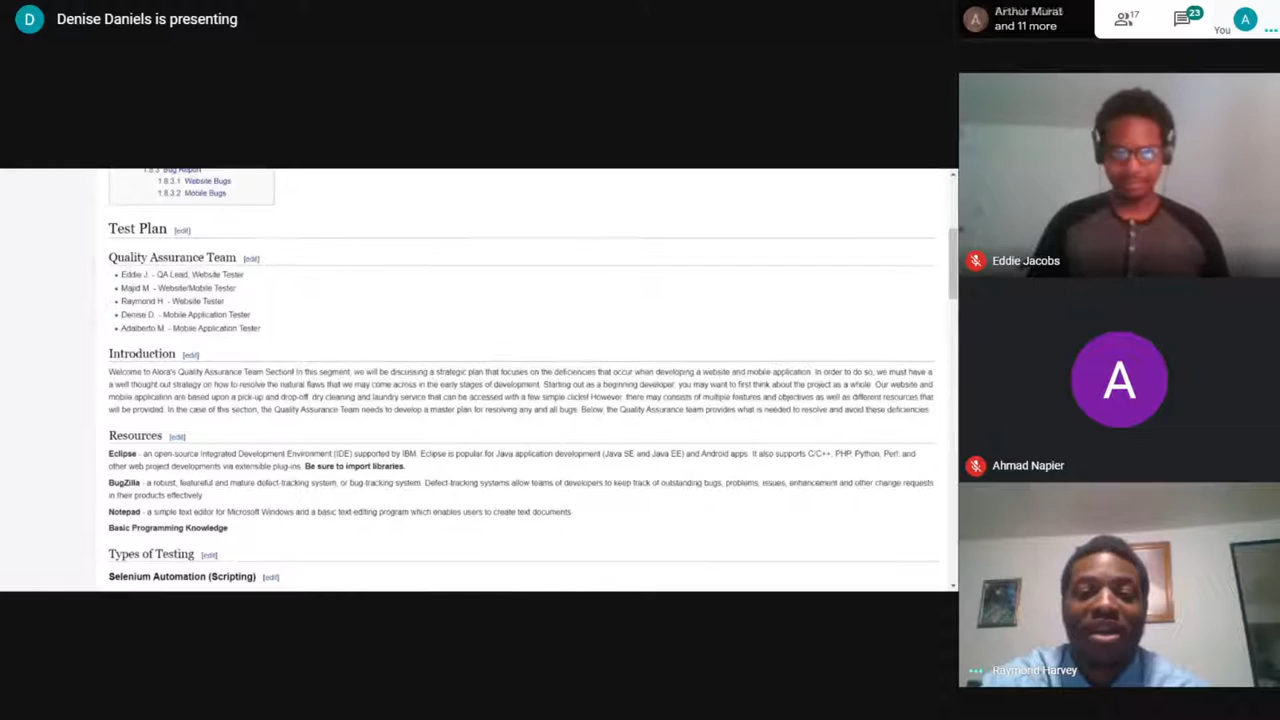 D
Denise Daniels is presenting
A
Arthur Murat
and 11 more
17
23
You
A
1.8.3 Bug Report
1.8.3.1 Website Bugs
1.8.3.2 Mobile Bugs
Test Plan [edit]
Quality Assurance Team [edit]
Eddie J. - QA Lead, Website Tester
Majid M. - Website/Mobile Tester
Raymond H. - Website Tester
Denise D. - Mobile Application Tester
Adalberto M. - Mobile Application Tester
Introduction [edit]
Welcome to Alora's Quality Assurance Team Section! In this segment, we will be discussing a strategic plan that focuses on the deficiencies that occur when developing a website and mobile application. In order to do so, we must have a
a well thought out strategy on how to resolve the natural flaws that we may come across in the early stages of development. Starting out as a beginning developer, you may want to first think about the project as a whole. Our website and
mobile application are based upon a pick-up and drop-off, dry cleaning and laundry service that can be accessed with a few simple clicks! However, there may consists of multiple features and objectives as well as different resources that
will be provided. In the case of this section, the Quality Assurance Team needs to develop a master plan for resolving any and all bugs. Below, the Quality Assurance team provides what is needed to resolve and avoid these deficiencies.
Resources [edit]
Eclipse - an open-source Integrated Development Environment (IDE) supported by IBM. Eclipse is popular for Java application development (Java SE and Java EE) and Android apps. It also supports C/C++, PHP, Python, Perl, and
other web project developments via extensible plug-ins. Be sure to import libraries.
BugZilla - a robust, featureful and mature defect-tracking system, or bug-tracking system. Defect-tracking systems allow teams of developers to keep track of outstanding bugs, problems, issues, enhancement and other change requests
in their products effectively.
Notepad - a simple text editor for Microsoft Windows and a basic text-editing program which enables users to create text documents.
Basic Programming Knowledge
Types of Testing [edit]
Selenium Automation (Scripting) [edit]
Eddie Jacobs
A
Ahmad Napier
Raymond Harvey